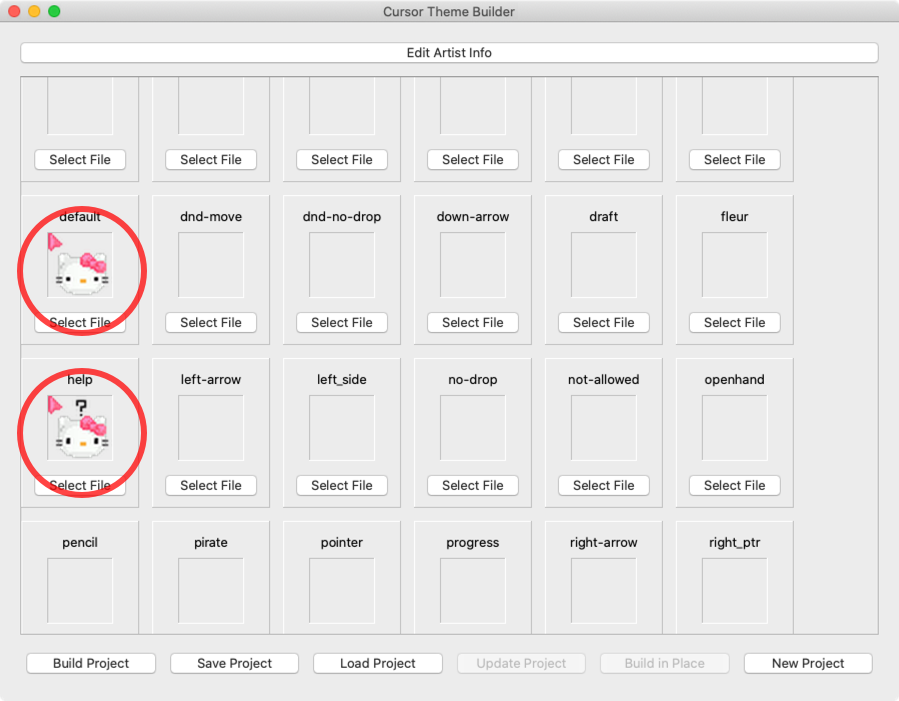 Cursor Theme Builder
Edit Artist Info
Select File Select File Select File Select File Select File Select File
default dnd-move dnd-no-drop down-arrow draft fleur
Select File Select File Select File Select File Select File Select File
help left-arrow left_side no-drop not-allowed openhand
?
Select File Select File Select File Select File Select File Select File
pencil pirate pointer progress right-arrow right_ptr
Build Project Save Project Load Project Update Project Build in Place New Project